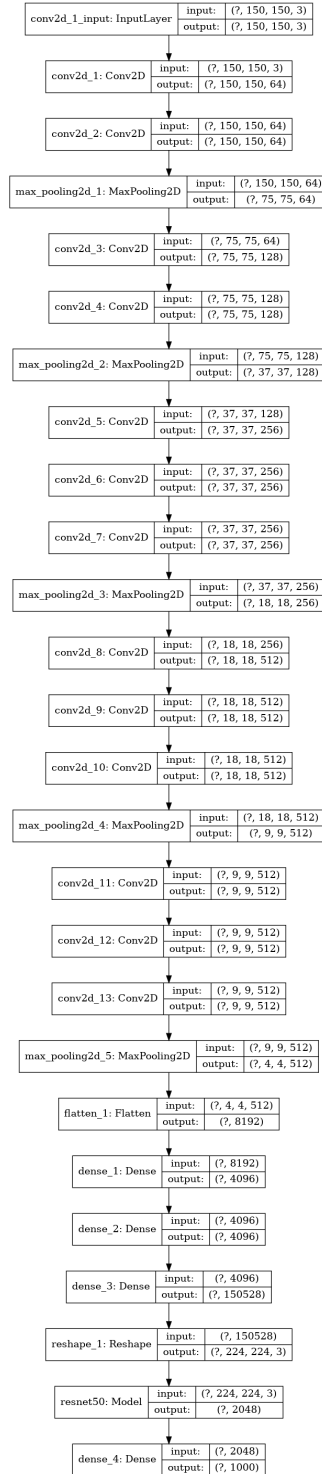 conv2d_1_input: InputLayer input: (?, 150, 150, 3)
output: (?, 150, 150, 3)
conv2d_1: Conv2D input: (?, 150, 150, 3)
output: (?, 150, 150, 64)
conv2d_2: Conv2D input: (?, 150, 150, 64)
output: (?, 150, 150, 64)
max_pooling2d_1: MaxPooling2D input: (?, 150, 150, 64)
output: (?, 75, 75, 64)
conv2d_3: Conv2D input: (?, 75, 75, 64)
output: (?, 75, 75, 128)
conv2d_4: Conv2D input: (?, 75, 75, 128)
output: (?, 75, 75, 128)
max_pooling2d_2: MaxPooling2D input: (?, 75, 75, 128)
output: (?, 37, 37, 128)
conv2d_5: Conv2D input: (?, 37, 37, 128)
output: (?, 37, 37, 256)
conv2d_6: Conv2D input: (?, 37, 37, 256)
output: (?, 37, 37, 256)
conv2d_7: Conv2D input: (?, 37, 37, 256)
output: (?, 37, 37, 256)
max_pooling2d_3: MaxPooling2D input: (?, 37, 37, 256)
output: (?, 18, 18, 256)
conv2d_8: Conv2D input: (?, 18, 18, 256)
output: (?, 18, 18, 512)
conv2d_9: Conv2D input: (?, 18, 18, 512)
output: (?, 18, 18, 512)
conv2d_10: Conv2D input: (?, 18, 18, 512)
output: (?, 18, 18, 512)
max_pooling2d_4: MaxPooling2D input: (?, 18, 18, 512)
output: (?, 9, 9, 512)
conv2d_11: Conv2D input: (?, 9, 9, 512)
output: (?, 9, 9, 512)
conv2d_12: Conv2D input: (?, 9, 9, 512)
output: (?, 9, 9, 512)
conv2d_13: Conv2D input: (?, 9, 9, 512)
output: (?, 9, 9, 512)
max_pooling2d_5: MaxPooling2D input: (?, 9, 9, 512)
output: (?, 4, 4, 512)
flatten_1: Flatten input: (?, 4, 4, 512)
output: (?, 8192)
dense_1: Dense input: (?, 8192)
output: (?, 4096)
dense_2: Dense input: (?, 4096)
output: (?, 4096)
dense_3: Dense input: (?, 4096)
output: (?, 150528)
reshape_1: Reshape input: (?, 150528)
output: (?, 224, 224, 3)
resnet50: Model input: (?, 224, 224, 3)
output: (?, 2048)
dense_4: Dense input: (?, 2048)
output: (?, 1000)